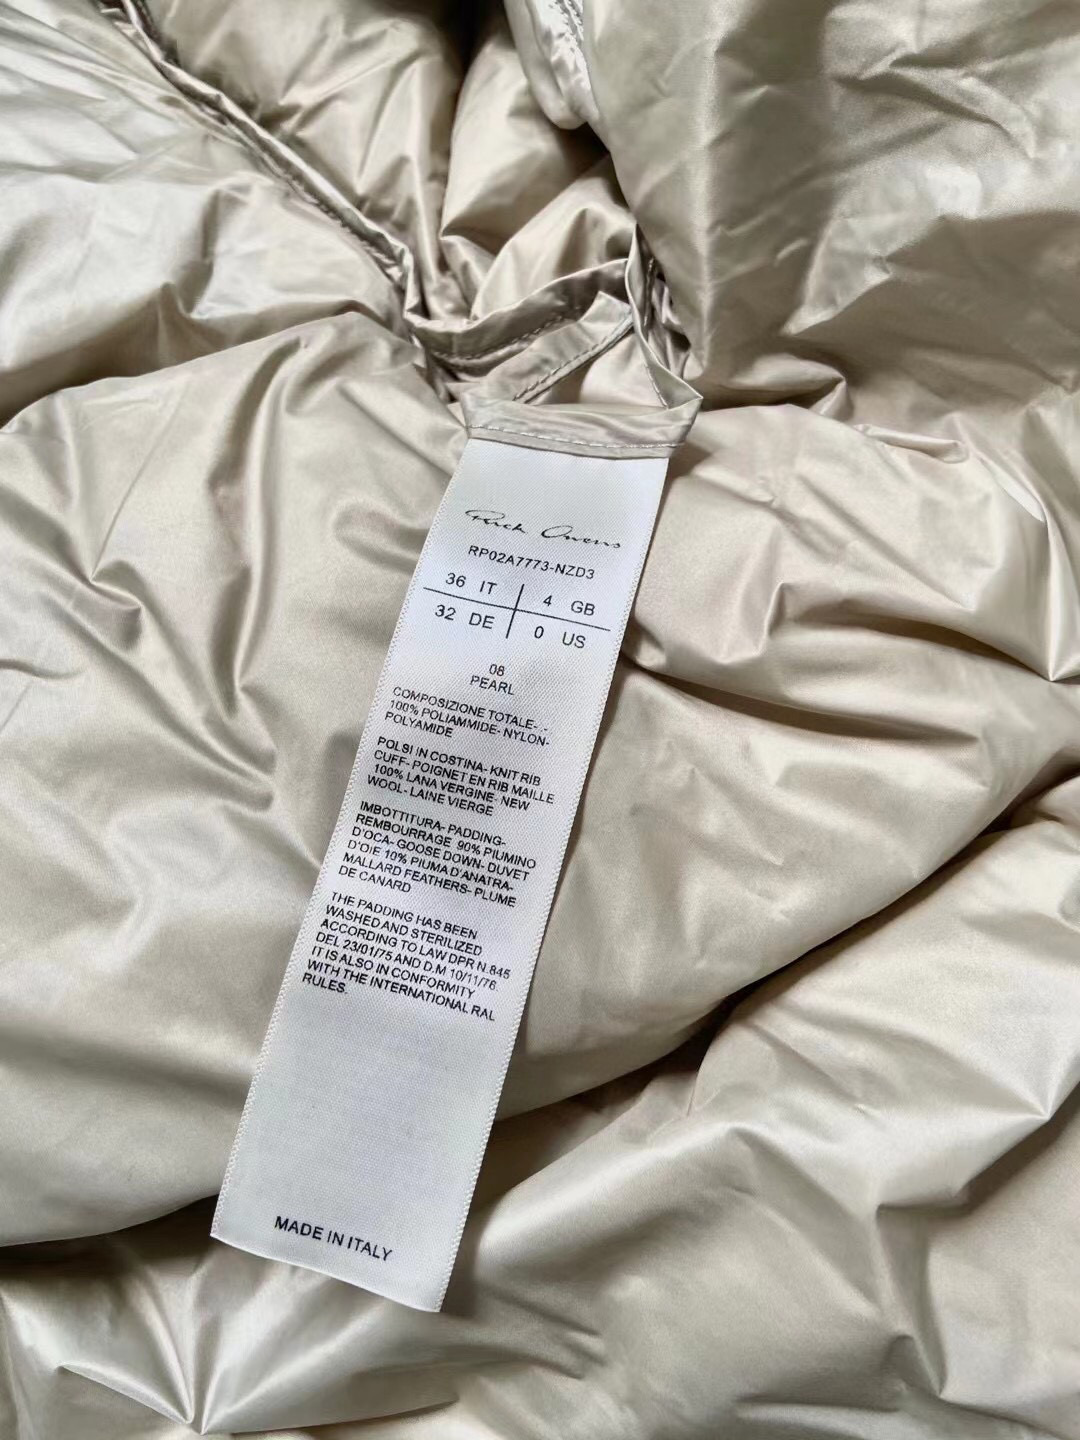 Rick Owens
RP02A7773-NZD3
36 IT 4 GB
32 DE 0 US
08
PEARL
COMPOSIZIONE TOTALE- -
100% POLIAMMIDE- NYLON-
POLYAMIDE
POLSI IN COSTINA- KNIT RIB
CUFF- POIGNET EN RIB MAILLE
100% LANA VERGINE- NEW
WOOL- LAINE VIERGE
IMBOTTITURA- PADDING-
REMBOURRAGE 90% PIUMINO
D'OCA- GOOSE DOWN- DUVET
D'OIE 10% PIUMA D'ANATRA-
MALLARD FEATHERS- PLUME
DE CANARD
THE PADDING HAS BEEN
WASHED AND STERILIZED
ACCORDING TO LAW DPR N.845
DEL 23/01/75 AND D.M 10/11/76.
IT IS ALSO IN CONFORMITY
WITH THE INTERNATIONAL RAL
RULES.
MADE IN ITALY